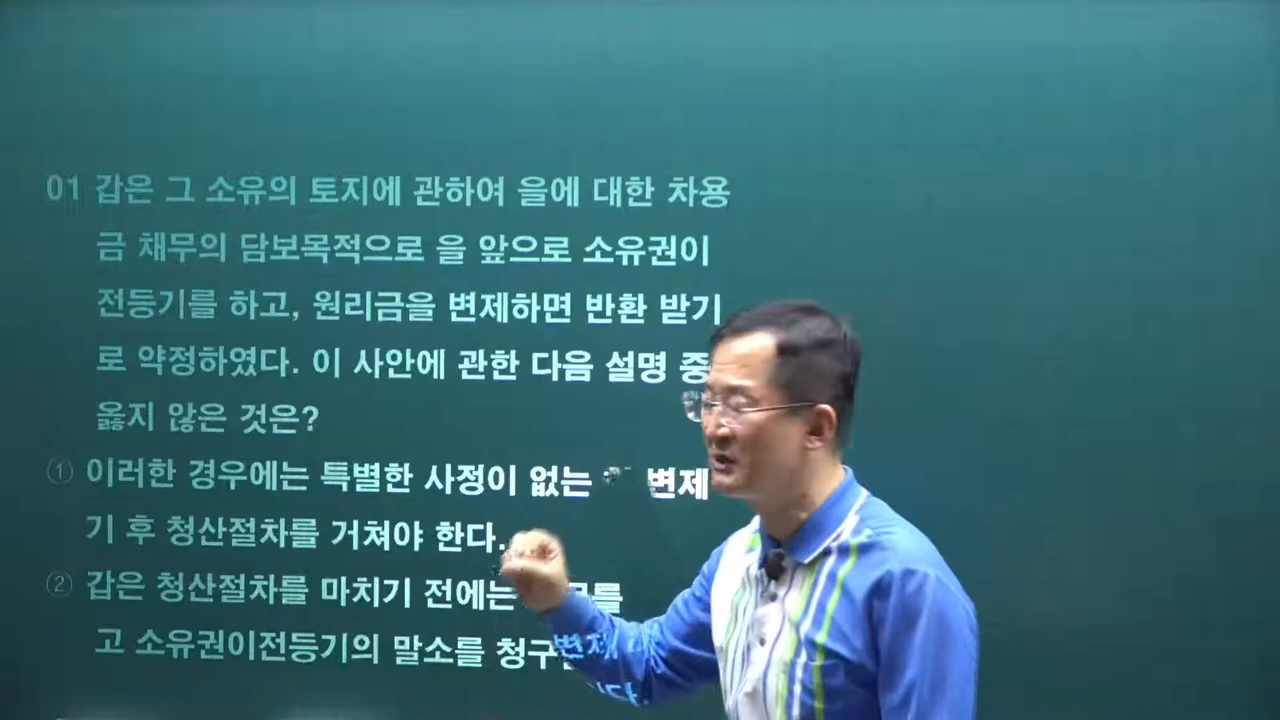 01 갑은 그 소유의 토지에 관하여 을에 대한 차용
금 채무의 담보목적으로 을 앞으로 소유권이
전등기를 하고, 원리금을 변제하면 반환 받기
로 약정하였다. 이 사안에 관한 다음 설명 중
옳지 않은 것은?
① 이러한 경우에는 특별한 사정이 없는 변제
기 후 청산절차를 거쳐야 한다.
② 갑은 청산절차를 마치기 전에는
고 소유권이전등기의 말소를 청구
변제